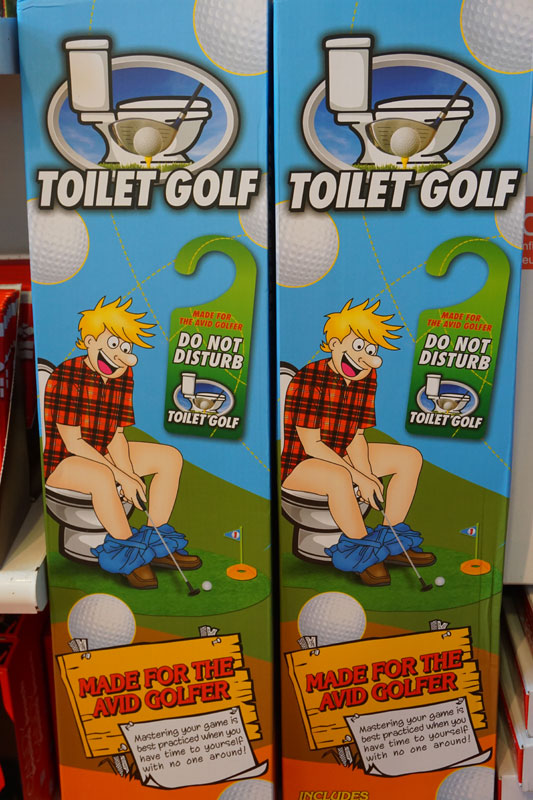 TOILET GOLF
MADE FOR
THE AVID GOLFER
DO NOT
DISTURB
TOILET GOLF
MADE FOR THE
AVID GOLFER
Mastering your game is
best practiced when you
have time to yourself
with no one around!
TOILET GOLF
MADE FOR
THE AVID GOLFER
DO NOT
DISTURB
TOILET GOLF
MADE FOR THE
AVID GOLFER
Mastering your game is
best practiced when you
have time to yourself
with no one around!
INCLUDES